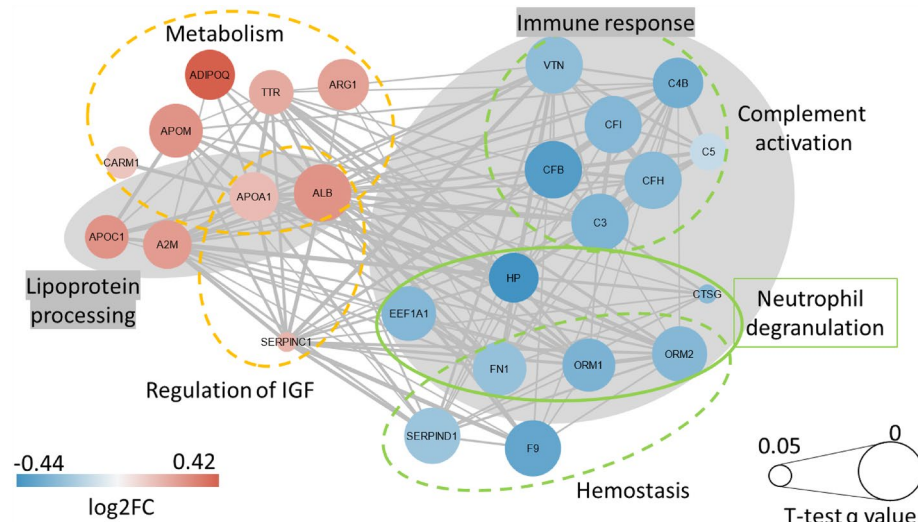 Immune response
Metabolism
VTN
ADIPOQ
C4B
TTR
ARG1
Complement
activation
CFI
APOM
C5
CARM1
CFB
CFH
APOA1
ALB
C3
APOC1
A2M
HP
Lipoprotein
processing
CTSG
Neutrophil
degranulation
EEF1A1
SERPINC1
FN1
ORM1
ORM2
Regulation of IGF
SERPIND1
F9
-0.44
0.42
log2FC
Hemostasis
0.05
0
T-test q value